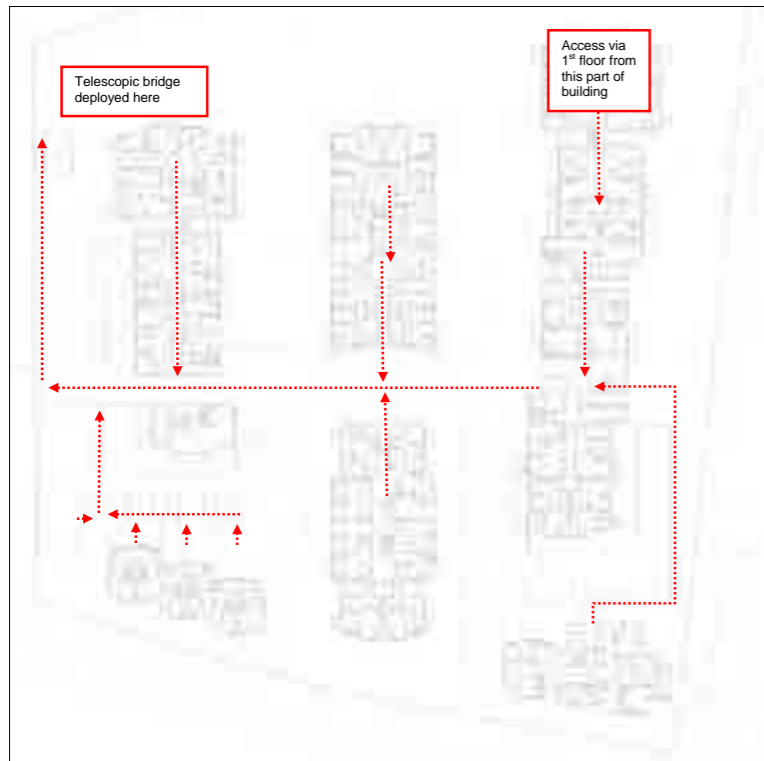 Telescopic bridge
deployed here
Access via
1st floor from
this part of
building